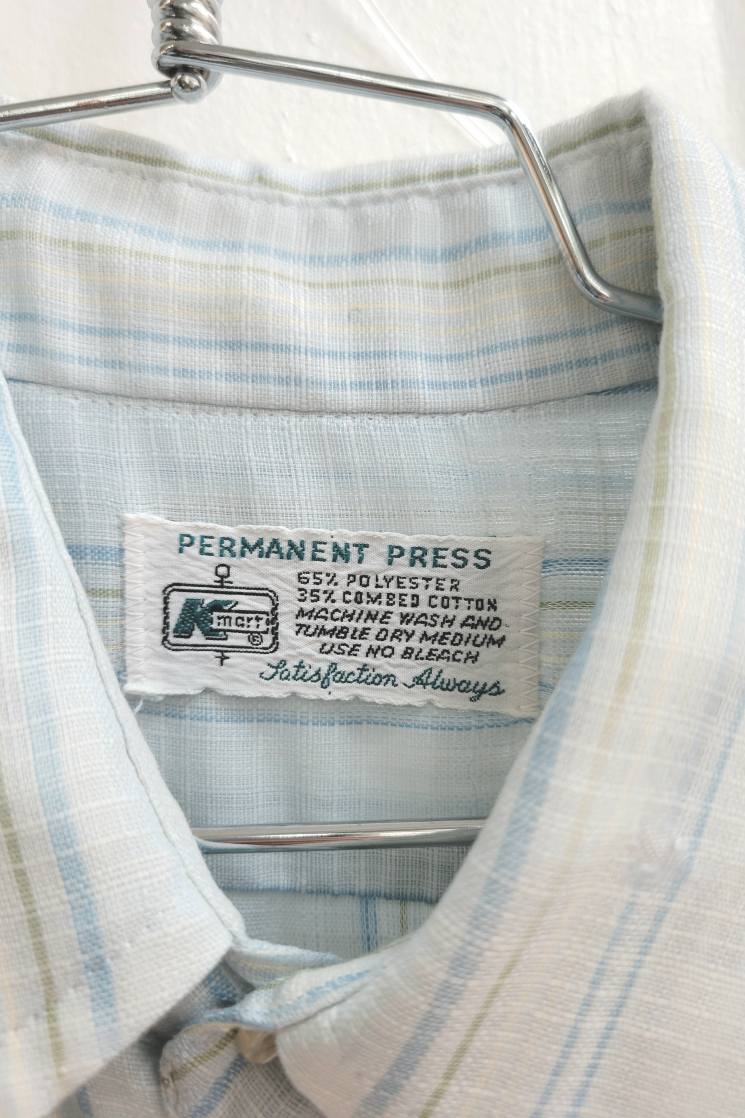 PERMANENT PRESS
65% POLYESTER
35% COMBED COTTON
MACHINE WASH AND
TUMBLE DRY MEDIUM
USE NO BLEACH
Kmart®
Satisfaction Always